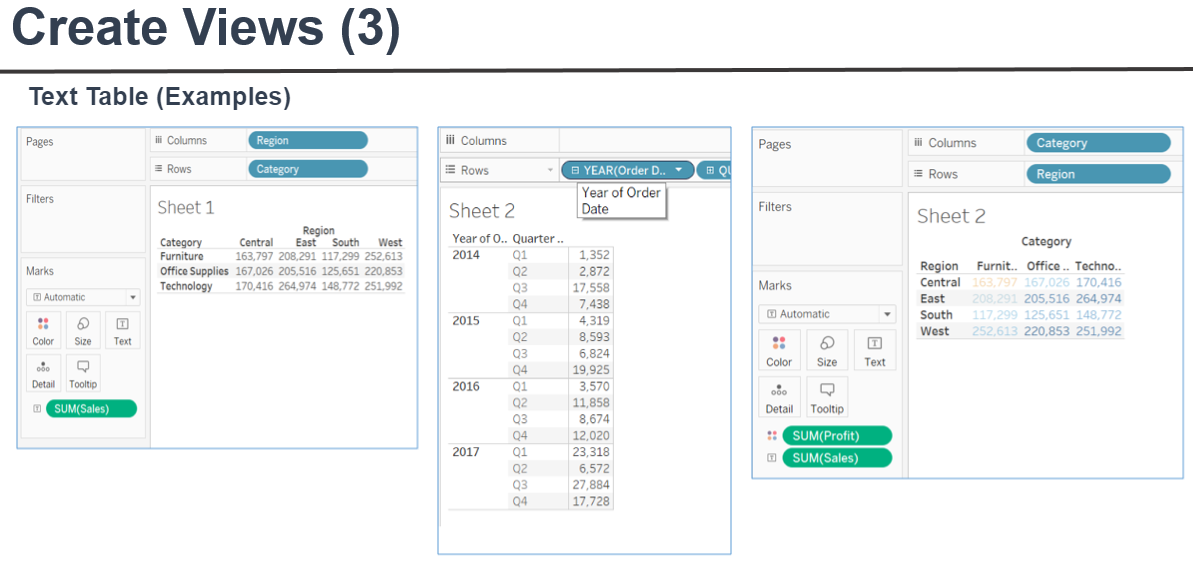 Create Views (3)
Text Table (Examples)
Pages
Columns
Region
Rows
Category
Filters
Sheet 1
Region
Category Central East South West
Furniture 163,797 208,291 117,299 252,613
Office Supplies 167,026 205,516 125,651 220,853
Technology 170,416 264,974 148,772 251,992
Marks
Automatic
Color Size Text
Detail Tooltip
SUM(Sales)
Columns
Rows
YEAR(Order D.. QU
Year of Order
Date
Sheet 2
Year of O.. Quarter ..
2014 Q1 1,352
Q2 2,872
Q3 17,558
Q4 7,438
2015 Q1 4,319
Q2 8,593
Q3 6,824
Q4 19,925
2016 Q1 3,570
Q2 11,858
Q3 8,674
Q4 12,020
2017 Q1 23,318
Q2 6,572
Q3 27,884
Q4 17,728
Pages
Columns
Category
Rows
Region
Filters
Sheet 2
Category
Region Furnit.. Office .. Techno..
Central 163,797 167,026 170,416
East 208,291 205,516 264,974
South 117,299 125,651 148,772
West 252,613 220,853 251,992
Marks
Automatic
Color Size Text
Detail Tooltip
SUM(Profit)
SUM(Sales)